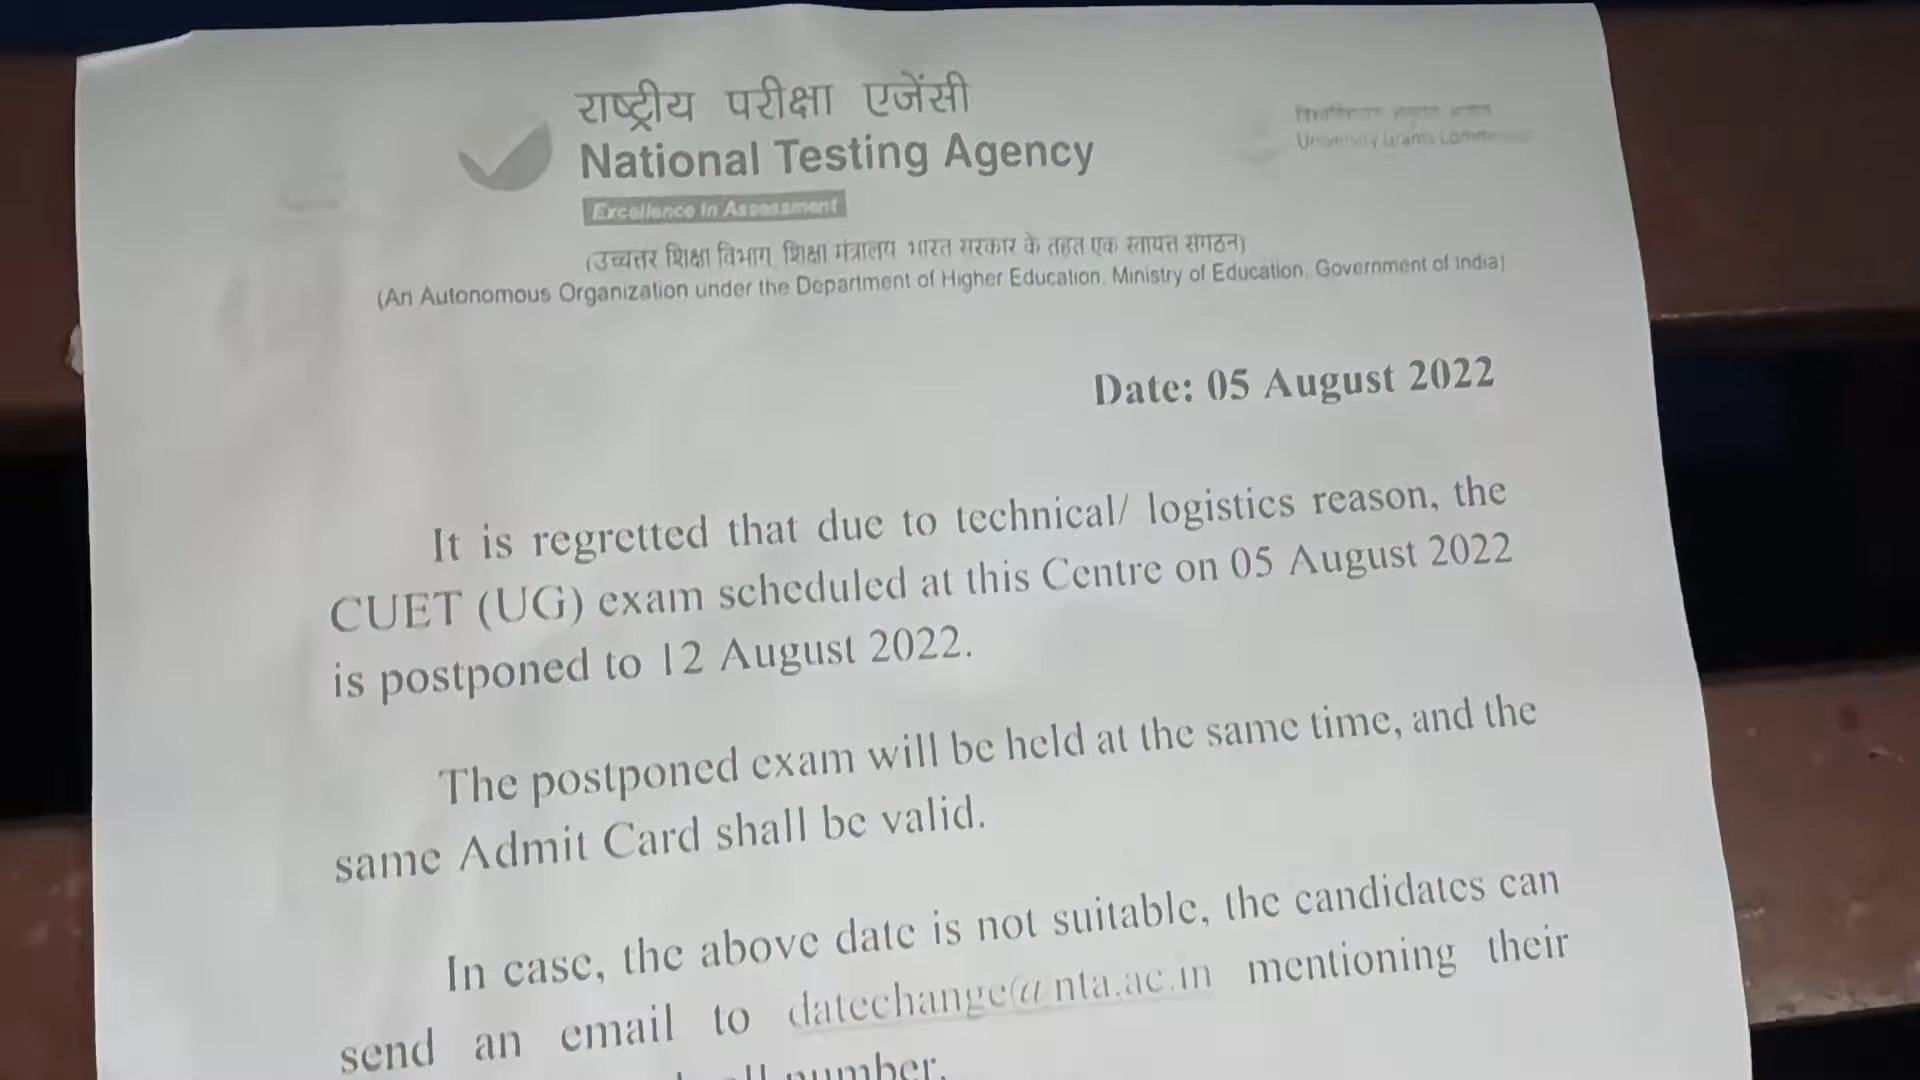 राष्ट्रीय परीक्षा एजेंसी
National Testing Agency
Excellence in Assessment
University Grants
(उच्चतर शिक्षा विभाग, शिक्षा मंत्रालय भारत सरकार के तहत एक स्वायत्त संगठन)
(An Autonomous Organization under the Department of Higher Education, Ministry of Education, Government of India)
Date: 05 August 2022
It is regretted that due to technical/ logistics reason, the
CUET (UG) exam scheduled at this Centre on 05 August 2022
is postponed to 12 August 2022.
The postponed exam will be held at the same time, and the
same Admit Card shall be valid.
In case, the above date is not suitable, the candidates can
send an email to datechange@nta.ac.in mentioning their
number.